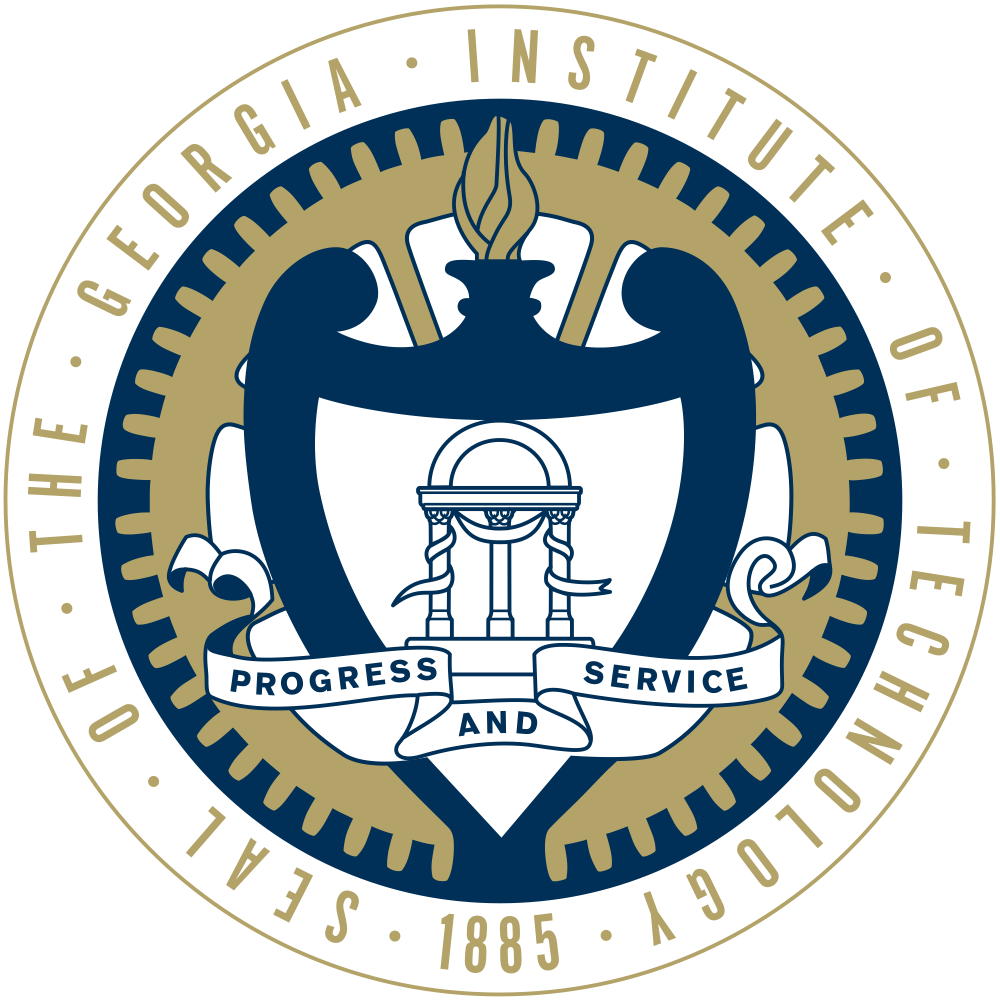 SEAL · OF · THE · GEORGIA · INSTITUTE · OF · TECHNOLOGY ·
1885 ·
PROGRESS
AND
SERVICE